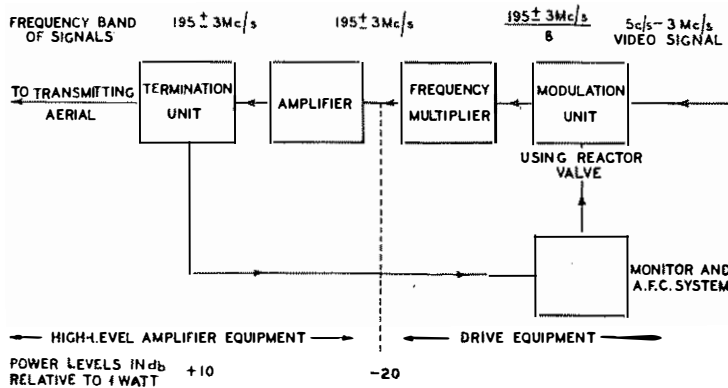 FREQUENCY BAND
OF SIGNALS
195 ± 3Mc/s
195 ± 3Mc/s
195 ± 3Mc/s
8
5c/s – 3 Mc/s
VIDEO SIGNAL
TO TRANSMITTING
AERIAL
TERMINATION
UNIT
AMPLIFIER
FREQUENCY
MULTIPLIER
MODULATION
UNIT
USING REACTOR
VALVE
MONITOR AND
A.F.C. SYSTEM
HIGH-LEVEL AMPLIFIER EQUIPMENT
DRIVE EQUIPMENT
POWER LEVELS IN db
RELATIVE TO 1 WATT
+10
-20